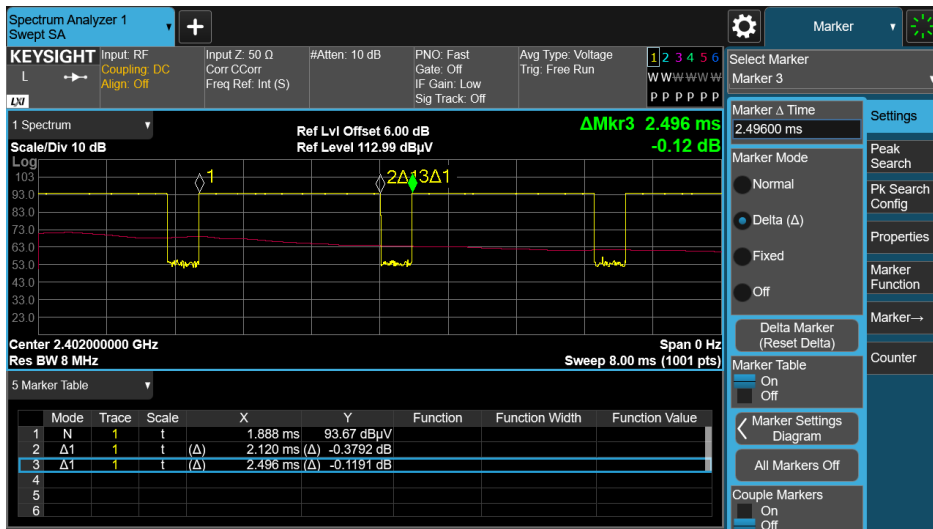 Spectrum Analyzer 1
Swept SA
+
Marker
KEYSIGHT
L
LXI
Input: RF
Coupling: DC
Align: Off
Input Z: 50 Ω
Corr CCorr
Freq Ref: Int (S)
#Atten: 10 dB
PNO: Fast
Gate: Off
IF Gain: Low
Sig Track: Off
Avg Type: Voltage
Trig: Free Run
1 2 3 4 5 6
W W W W W W
P P P P P P
Select Marker
Marker 3
1 Spectrum
Scale/Div 10 dB
Ref Lvl Offset 6.00 dB
Ref Level 112.99 dBµV
ΔMkr3 2.496 ms
-0.12 dB
Log
103
93.0
83.0
73.0
63.0
53.0
43.0
33.0
23.0
1
2Δ1
3Δ1
Center 2.402000000 GHz
Res BW 8 MHz
Span 0 Hz
Sweep 8.00 ms (1001 pts)
5 Marker Table
Mode Trace Scale X Y Function Function Width Function Value
1 N 1 t 1.888 ms 93.67 dBµV
2 Δ1 1 t (Δ) 2.120 ms (Δ) -0.3792 dB
3 Δ1 1 t (Δ) 2.496 ms (Δ) -0.1191 dB
4
5
6
Marker Δ Time
2.49600 ms
Marker Mode
Normal
Delta (Δ)
Fixed
Off
Delta Marker
(Reset Delta)
Marker Table
On
Off
Marker Settings
Diagram
All Markers Off
Couple Markers
On
Off
Settings
Peak
Search
Pk Search
Config
Properties
Marker
Function
Marker→
Counter